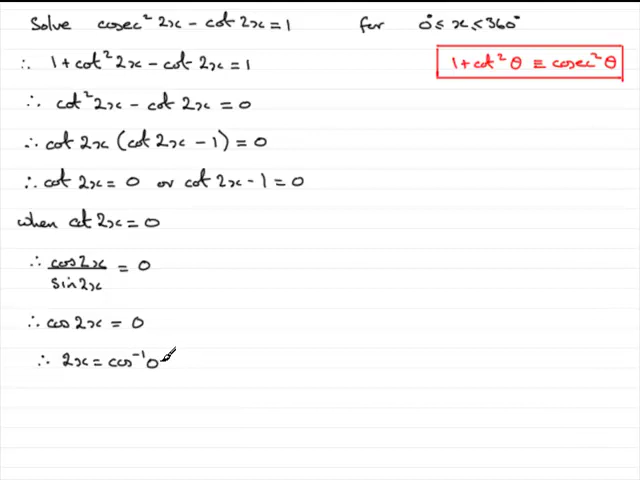 Solve cosec² 2x - cot 2x = 1 for 0° ≤ x ≤ 360°
∴ 1 + cot² 2x - cot 2x = 1
1 + cot² θ ≡ cosec² θ
∴ cot² 2x - cot 2x = 0
∴ cot 2x (cot 2x - 1) = 0
∴ cot 2x = 0 or cot 2x - 1 = 0
when cot 2x = 0
∴ cos 2x / sin 2x = 0
∴ cos 2x = 0
∴ 2x = cos⁻¹ 0